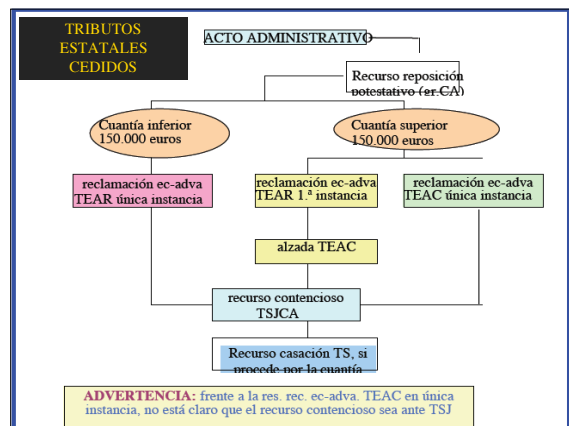 TRIBUTOS
ESTATALES
CEDIDOS
ACTO ADMINISTRATIVO
Recurso reposición
potestativo (gr.CA)
Cuantía inferior
150.000 euros
Cuantía superior
150.000 euros
reclamación ec-adva
TEAR única instancia
reclamación ec-adva
TEAR 1.ª instancia
reclamación ec-adva
TEAC única instancia
alzada TEAC
recurso contencioso
TSJCA
Recurso casación TS, si
procede por la cuantía
ADVERTENCIA: frente a la res. rec. ec-adva. TEAC en única
instancia, no está claro que el recurso contencioso sea ante TSJ